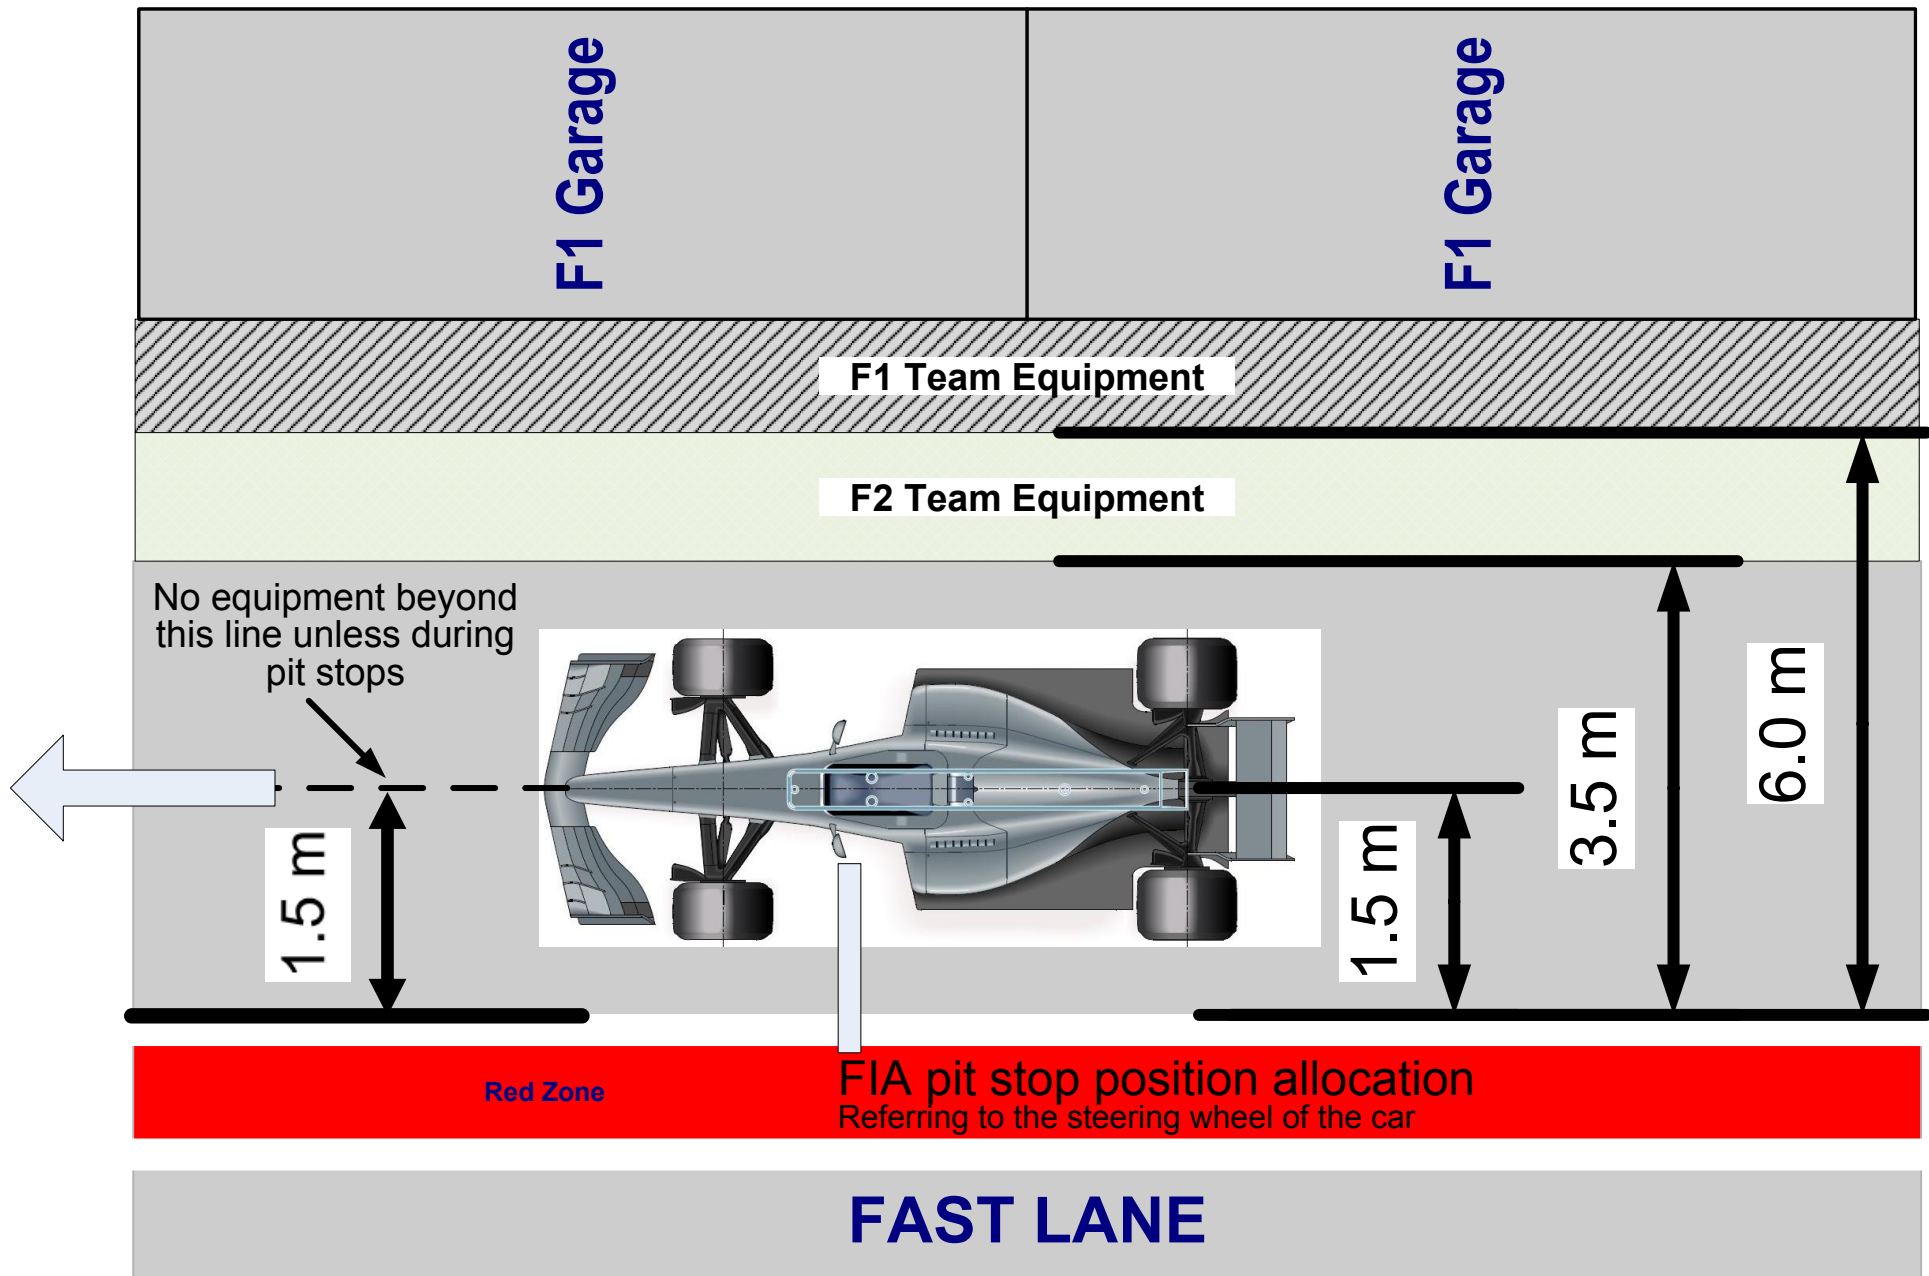 F1 Garage
F1 Garage
F1 Team Equipment
F2 Team Equipment
No equipment beyond
this line unless during
pit stops
1.5 m
1.5 m
3.5 m
6.0 m
Red Zone
FIA pit stop position allocation
Referring to the steering wheel of the car
FAST LANE